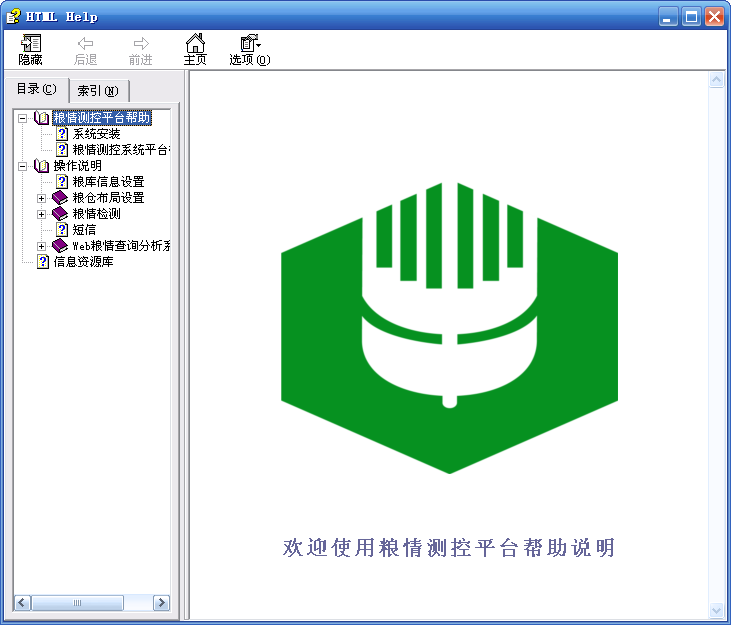 HTML Help
隐藏 后退 前进 主页 选项(O)
目录(C) 索引(N)
粮情测控平台帮助
系统安装
粮情测控系统平台
操作说明
粮库信息设置
粮仓布局设置
粮情检测
短信
Web粮情查询分析系
信息资源库
欢迎使用粮情测控平台帮助说明